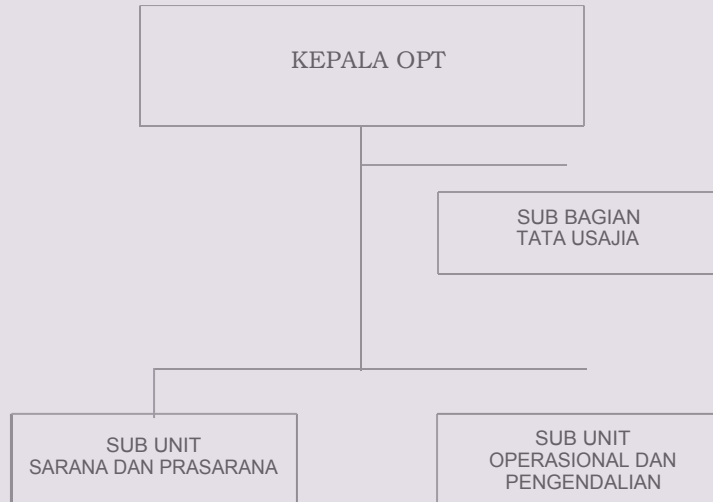 KEPALA OPT
SUB BAGIAN
TATA USAJIA
SUB UNIT
SARANA DAN PRASARANA
SUB UNIT
OPERASIONAL DAN
PENGENDALIAN